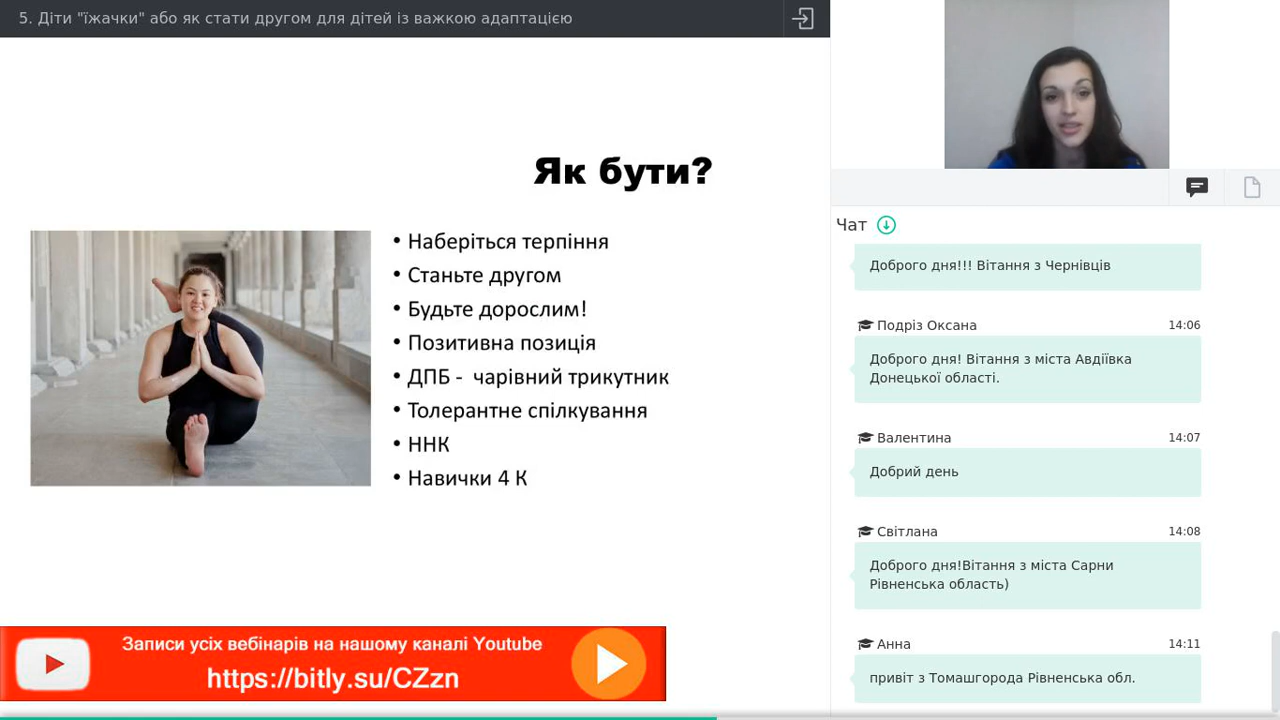 5. Діти "їжачки" або як стати другом для дітей із важкою адаптацією
Як бути?
• Наберіться терпіння
• Станьте другом
• Будьте дорослим!
• Позитивна позиція
• ДПБ - чарівний трикутник
• Толерантне спілкування
• ННК
• Навички 4 К
Записи усіх вебінарів на нашому каналі Youtube
https://bitly.su/CZzn
Чат
Доброго дня!!! Вітання з Чернівців
Подріз Оксана 14:06
Доброго дня! Вітання з міста Авдіївка
Донецької області.
Валентина 14:07
Добрий день
Світлана 14:08
Доброго дня!Вітання з міста Сарни
Рівненська область)
Анна 14:11
привіт з Томашгорода Рівненська обл.